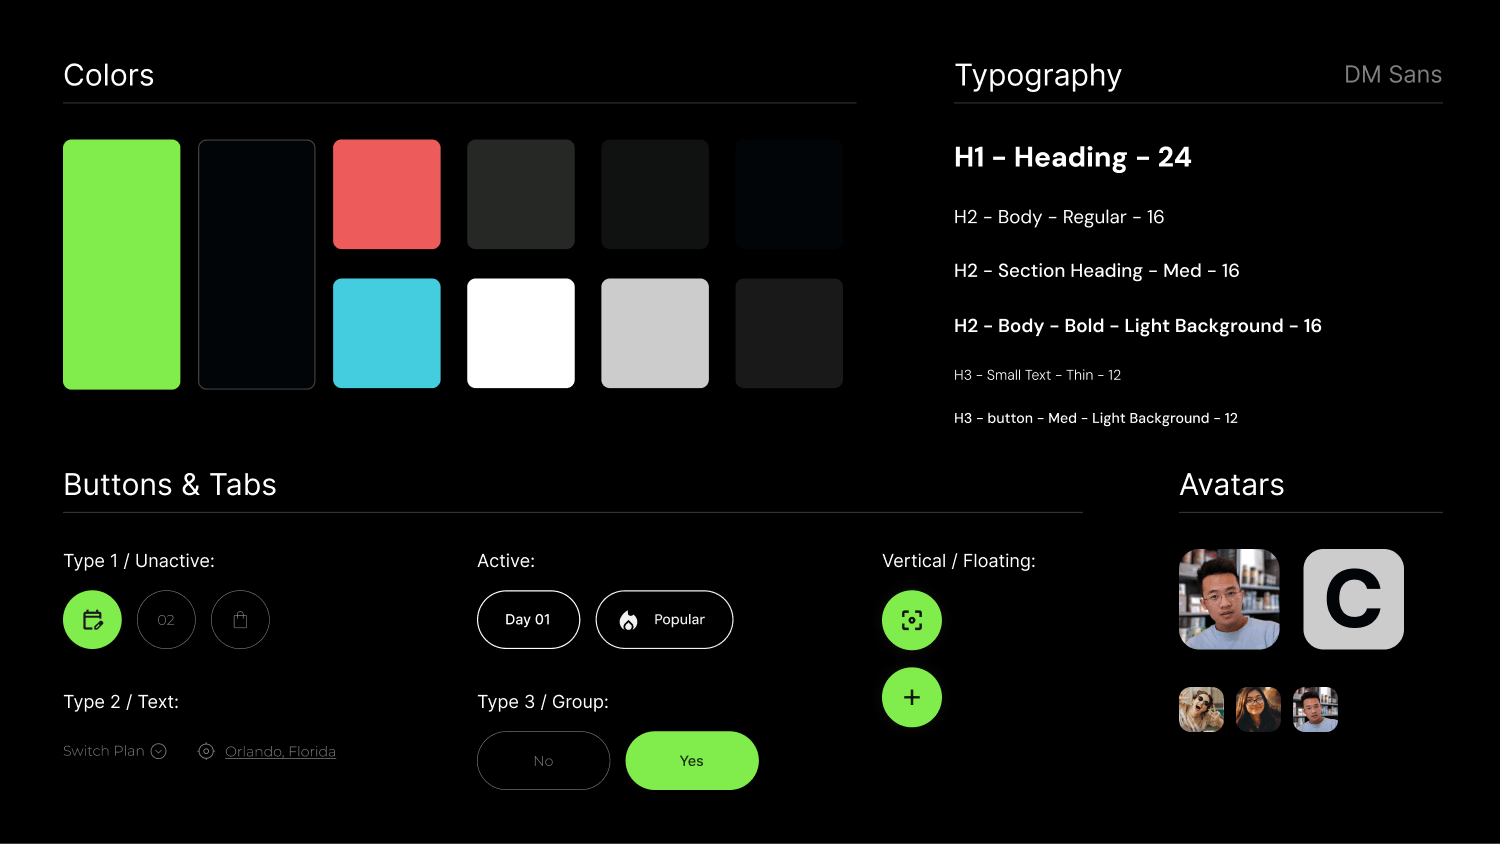 Colors
Typography
DM Sans
H1 - Heading - 24
H2 - Body - Regular - 16
H2 - Section Heading - Med - 16
H2 - Body - Bold - Light Background - 16
H3 - Small Text - Thin - 12
H3 - button - Med - Light Background - 12
Buttons & Tabs
Type 1 / Unactive:
02
Active:
Day 01
Popular
Vertical / Floating:
Type 2 / Text:
Switch Plan
Orlando, Florida
Type 3 / Group:
No
Yes
Avatars
C